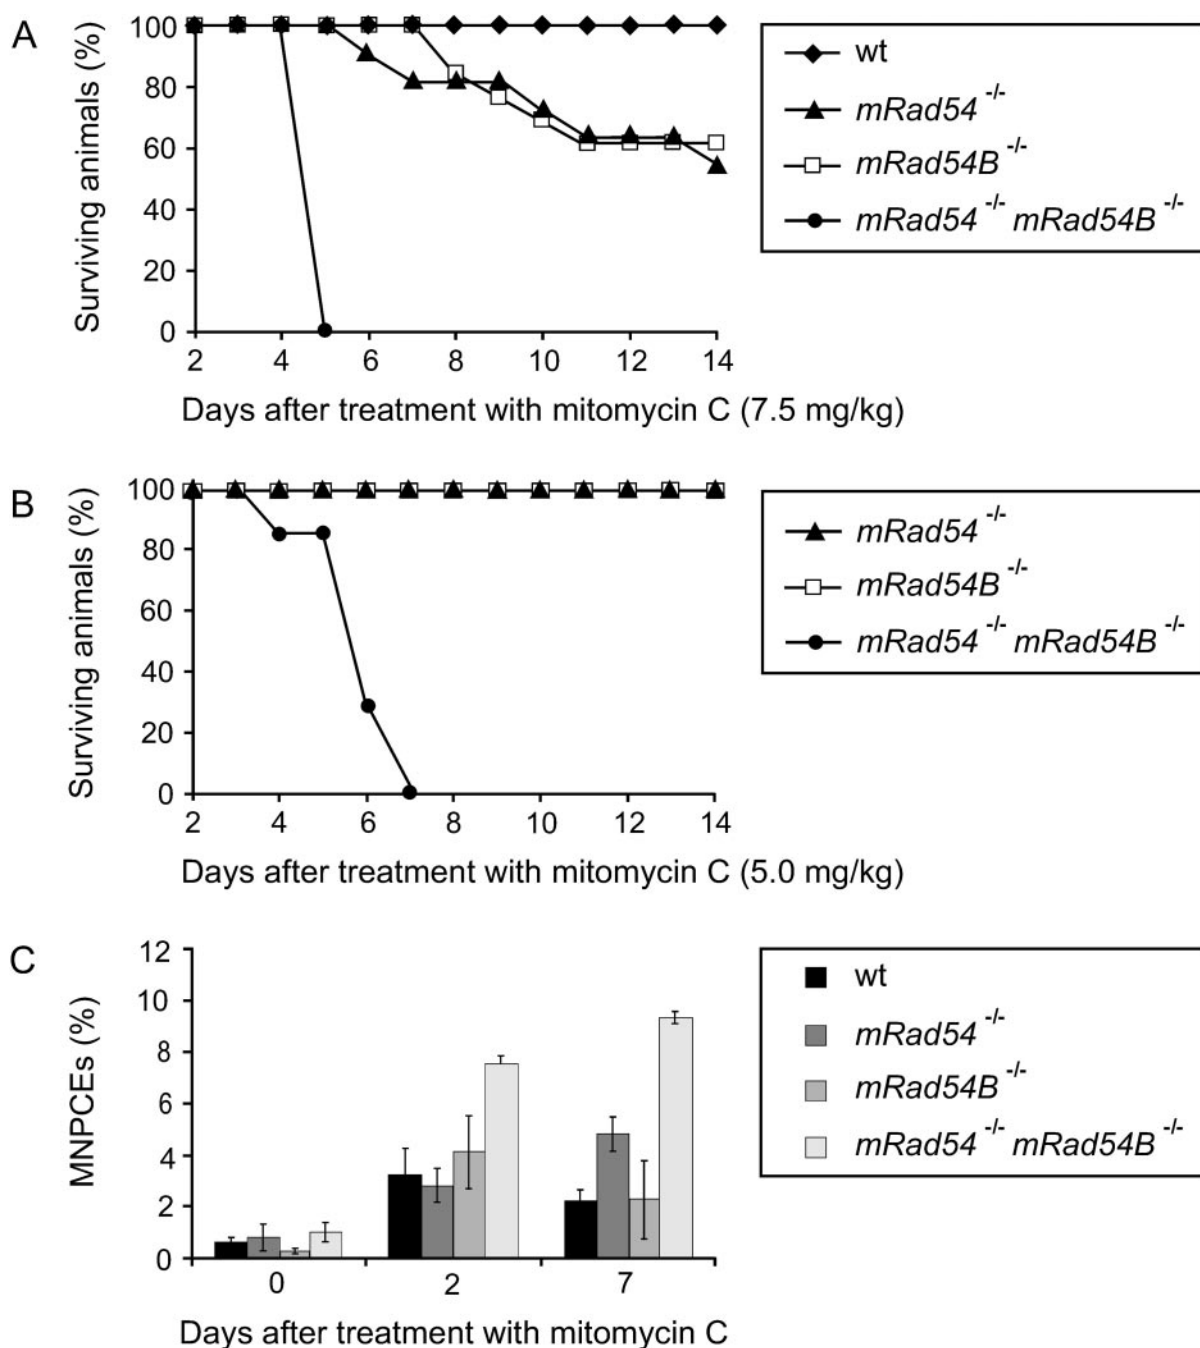 A
Surviving animals (%)
100
80
60
40
20
0
2 4 6 8 10 12 14
Days after treatment with mitomycin C (7.5 mg/kg)
wt
mRad54 -/-
mRad54B -/-
mRad54 -/- mRad54B -/-
B
Surviving animals (%)
100
80
60
40
20
0
2 4 6 8 10 12 14
Days after treatment with mitomycin C (5.0 mg/kg)
mRad54 -/-
mRad54B -/-
mRad54 -/- mRad54B -/-
C
MNPCEs (%)
12
10
8
6
4
2
0
0 2 7
Days after treatment with mitomycin C
wt
mRad54 -/-
mRad54B -/-
mRad54 -/- mRad54B -/-